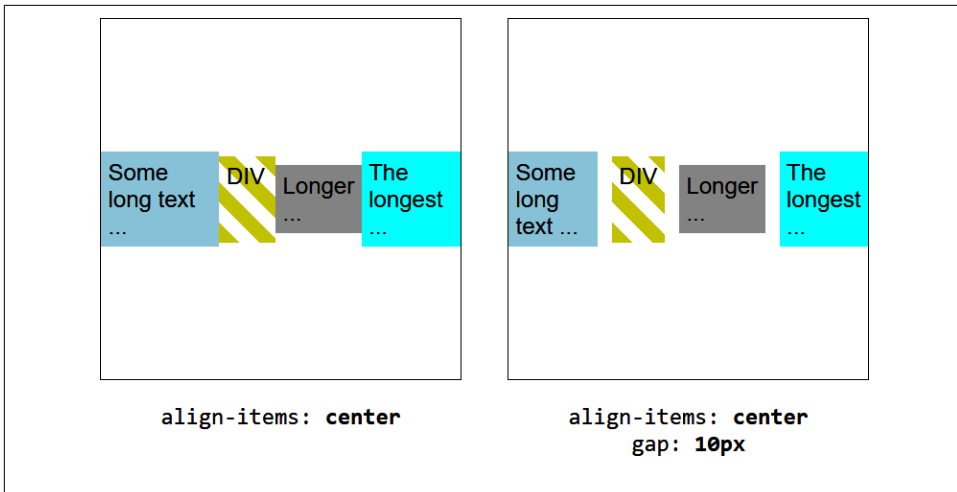 Some
long text
...
DIV
Longer
...
The
longest
...
align-items: center
Some
long
text ...
DIV
Longer
...
The
longest
...
align-items: center
gap: 10px